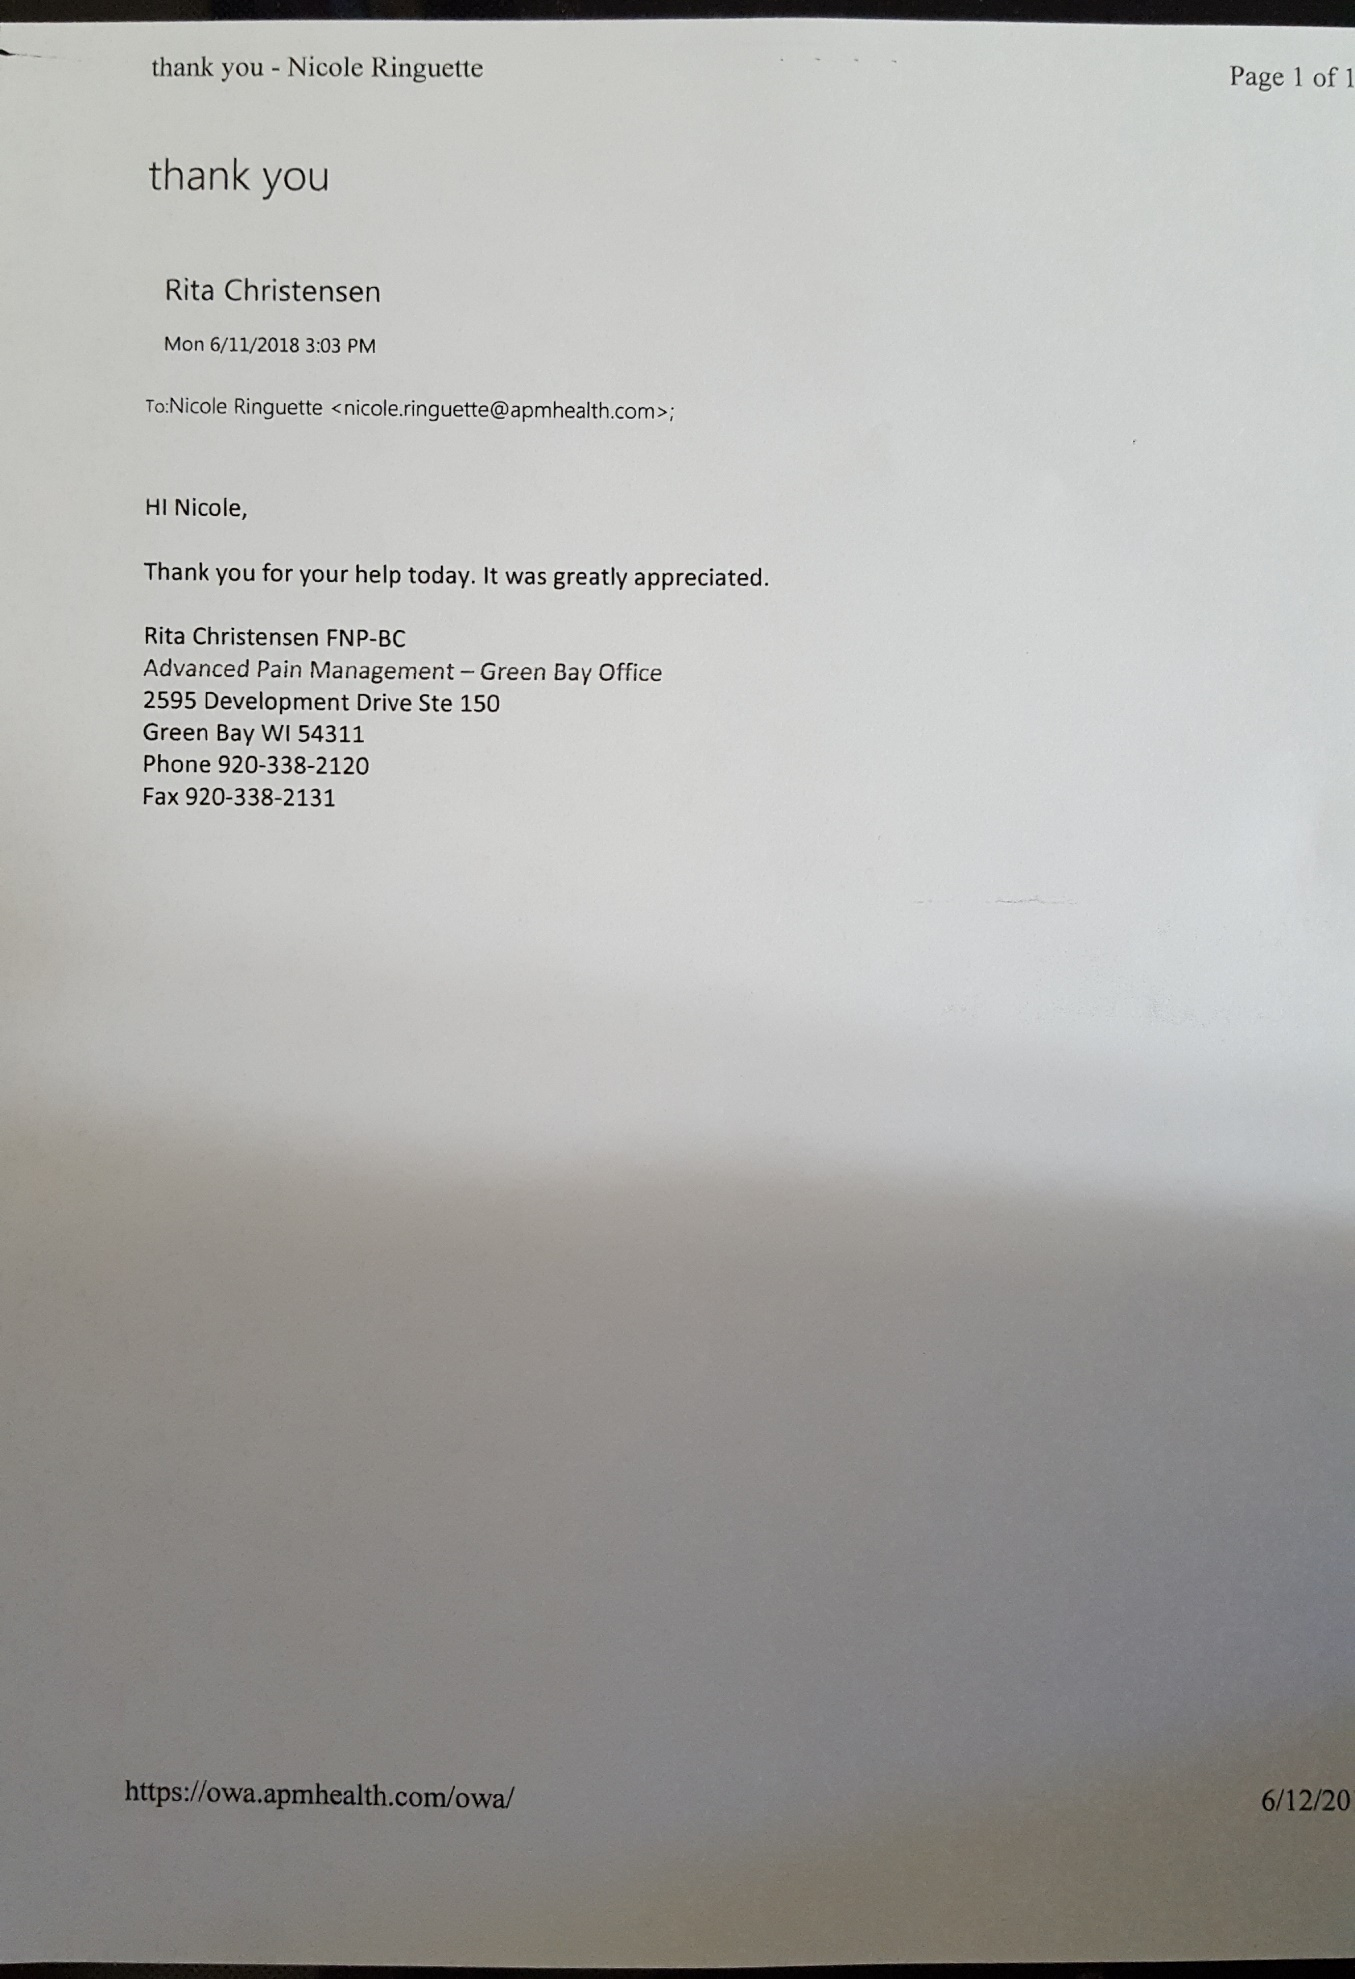 thank you - Nicole Ringuette
Page 1 of 1
thank you
Rita Christensen
Mon 6/11/2018 3:03 PM
To:Nicole Ringuette <nicole.ringuette@apmhealth.com>;
HI Nicole,
Thank you for your help today. It was greatly appreciated.
Rita Christensen FNP-BC
Advanced Pain Management – Green Bay Office
2595 Development Drive Ste 150
Green Bay WI 54311
Phone 920-338-2120
Fax 920-338-2131
https://owa.apmhealth.com/owa/
6/12/20